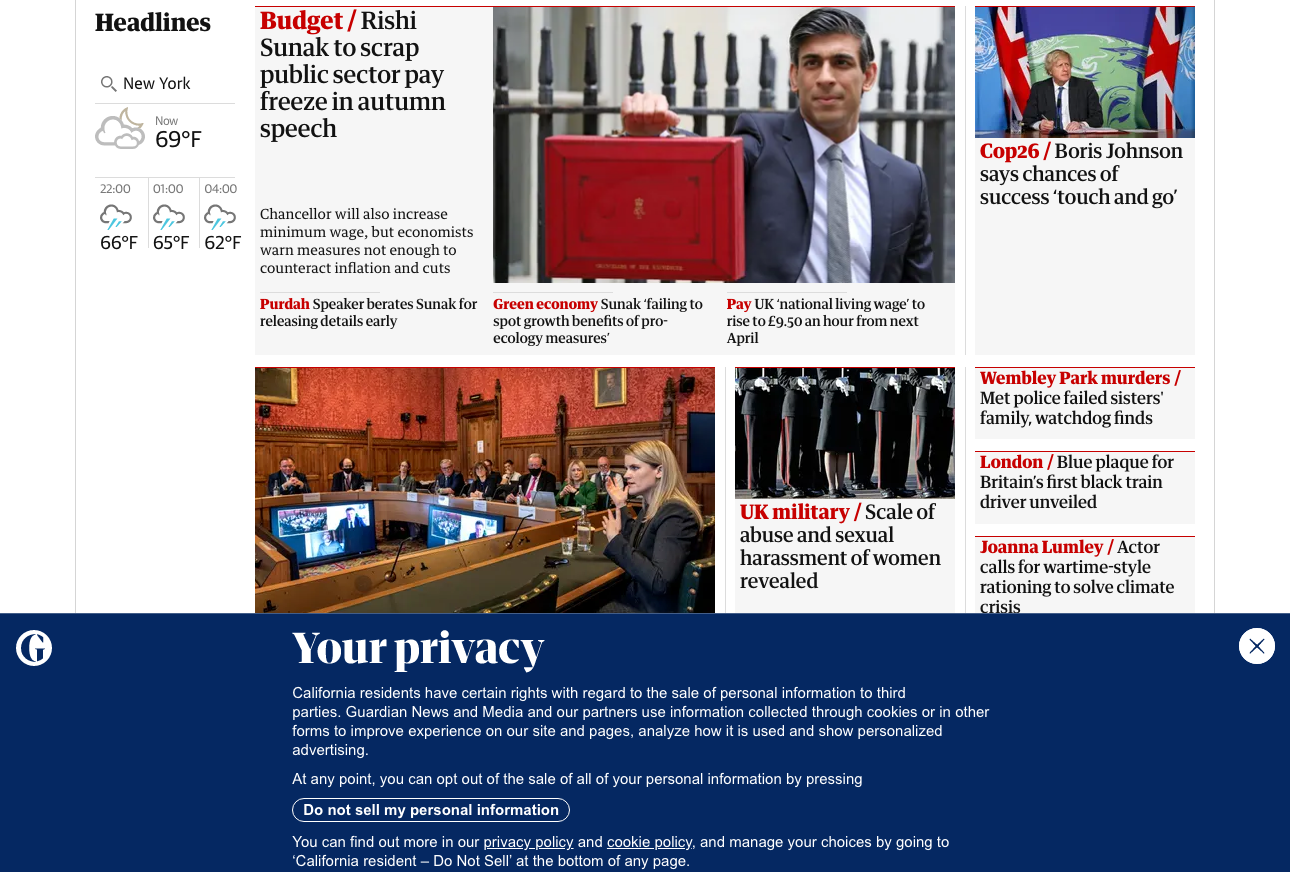 Headlines
New York
Now
69°F
22:00
01:00
04:00
66°F
65°F
62°F
Budget / Rishi
Sunak to scrap
public sector pay
freeze in autumn
speech
Chancellor will also increase
minimum wage, but economists
warn measures not enough to
counteract inflation and cuts
Purdah Speaker berates Sunak for
releasing details early
Green economy Sunak ‘failing to
spot growth benefits of pro-
ecology measures’
Pay UK ‘national living wage’ to
rise to £9.50 an hour from next
April
Cop26 / Boris Johnson
says chances of
success ‘touch and go’
UK military / Scale of
abuse and sexual
harassment of women
revealed
Wembley Park murders /
Met police failed sisters'
family, watchdog finds
London / Blue plaque for
Britain’s first black train
driver unveiled
Joanna Lumley / Actor
calls for wartime-style
rationing to solve climate
crisis
G
Your privacy
California residents have certain rights with regard to the sale of personal information to third
parties. Guardian News and Media and our partners use information collected through cookies or in other
forms to improve experience on our site and pages, analyze how it is used and show personalized
advertising.
At any point, you can opt out of the sale of all of your personal information by pressing
Do not sell my personal information
You can find out more in our privacy policy and cookie policy, and manage your choices by going to
‘California resident – Do Not Sell’ at the bottom of any page.